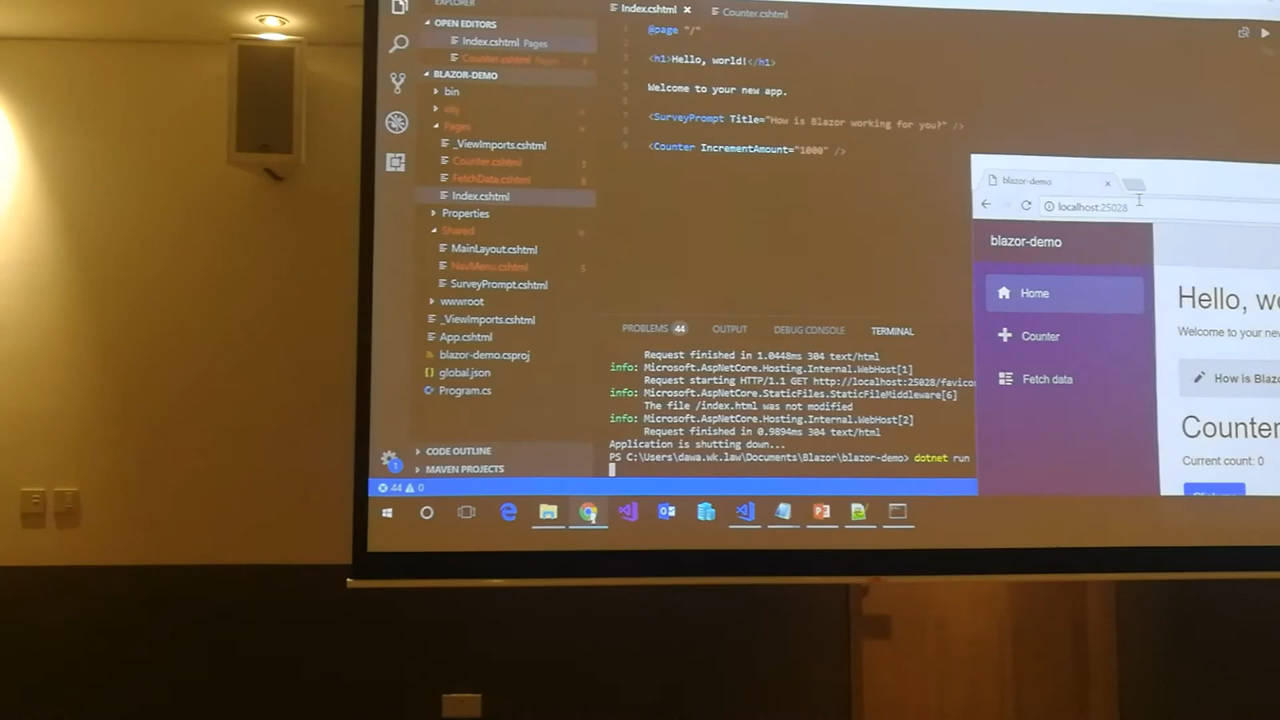 EXPLORER
OPEN EDITORS
Index.cshtml Pages
Counter.cshtml Pages
BLAZOR-DEMO
bin
obj
Pages
_ViewImports.cshtml
Counter.cshtml
FetchData.cshtml
Index.cshtml
Properties
Shared
MainLayout.cshtml
NavMenu.cshtml
SurveyPrompt.cshtml
wwwroot
_ViewImports.cshtml
App.cshtml
blazor-demo.csproj
global.json
Program.cs
CODE OUTLINE
MAVEN PROJECTS
1
44 0
Index.cshtml Counter.cshtml
@page "/"
<h1>Hello, world!</h1>
Welcome to your new app.
<SurveyPrompt Title="How is Blazor working for you?" />
<Counter IncrementAmount="1000" />
PROBLEMS 44 OUTPUT DEBUG CONSOLE TERMINAL
Request finished in 1.0448ms 304 text/html
info: Microsoft.AspNetCore.Hosting.Internal.WebHost[1]
Request starting HTTP/1.1 GET http://localhost:25028/favico
info: Microsoft.AspNetCore.StaticFiles.StaticFileMiddleware[6]
The file /index.html was not modified
info: Microsoft.AspNetCore.Hosting.Internal.WebHost[2]
Request finished in 0.9894ms 304 text/html
Application is shutting down...
PS C:\Users\dawa.wk.law\Documents\Blazor\blazor-demo> dotnet run
blazor-demo
localhost:25028
blazor-demo
Home
Counter
Fetch data
Hello, wo
Welcome to your new
How is Blazo
Counter
Current count: 0